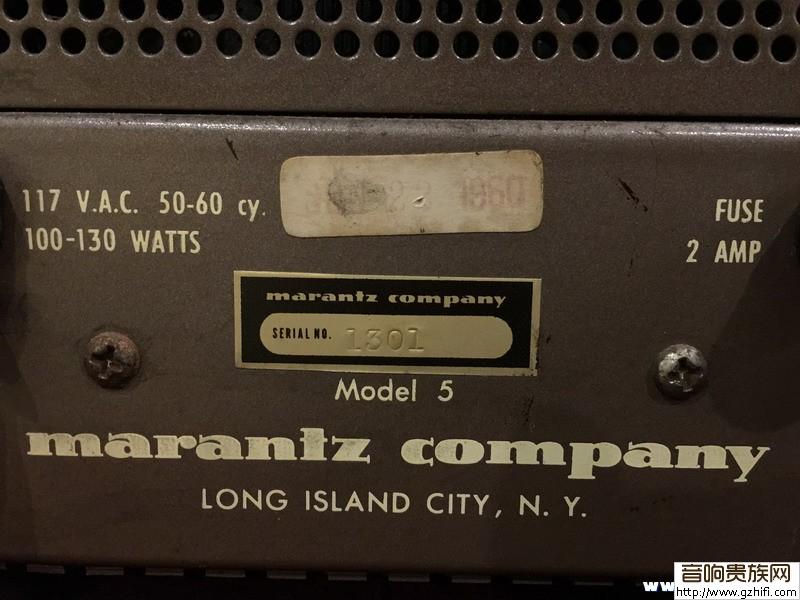 117 V.A.C. 50-60 cy.
100-130 WATTS
22 1960
FUSE
2 AMP
marantz company
SERIAL NO. 1301
Model 5
marantz company
LONG ISLAND CITY, N. Y.
音响贵族网
http://www.gzhifi.com